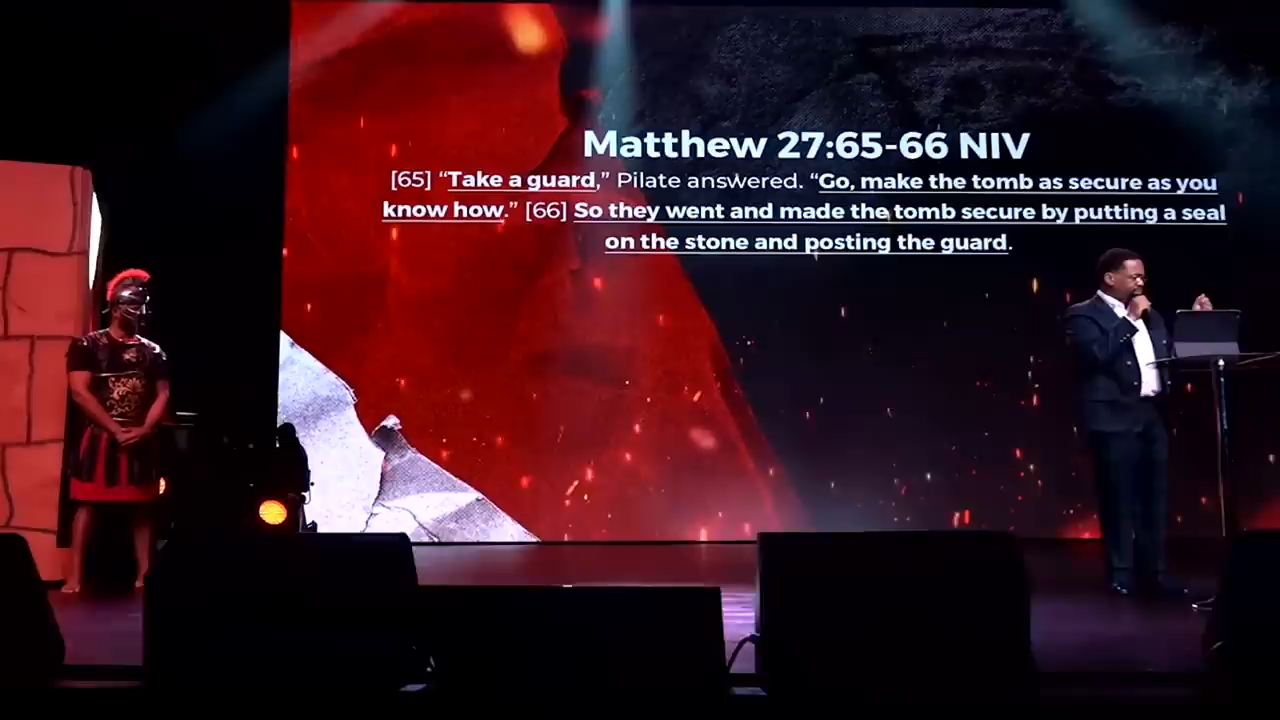 Matthew 27:65-66 NIV
[65] “Take a guard,” Pilate answered. “Go, make the tomb as secure as you
know how.” [66] So they went and made the tomb secure by putting a seal
on the stone and posting the guard.